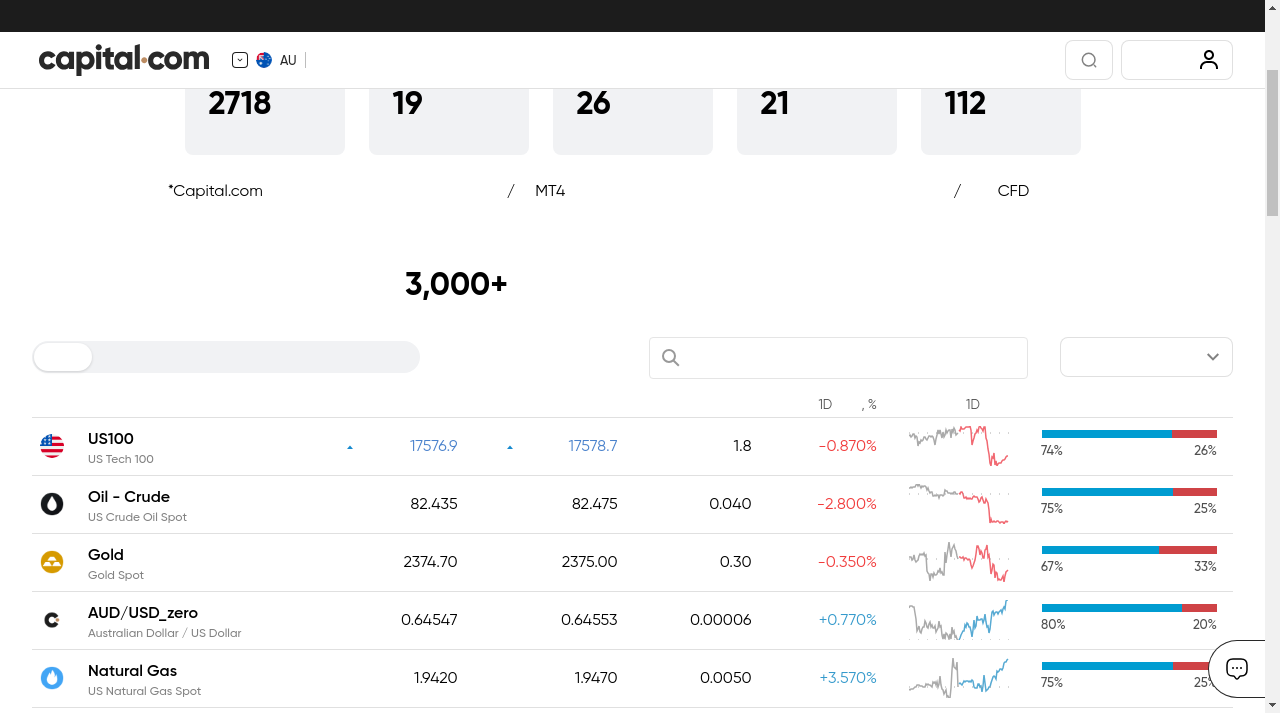 capital.com AU
2718 19 26 21 112
*Capital.com / MT4 / CFD
3,000+
1D , % 1D
US100 17576.9 17578.7 1.8 -0.870% 74% 26%
US Tech 100
Oil - Crude 82.435 82.475 0.040 -2.800% 75% 25%
US Crude Oil Spot
Gold 2374.70 2375.00 0.30 -0.350% 67% 33%
Gold Spot
AUD/USD_zero 0.64547 0.64553 0.00006 +0.770% 80% 20%
Australian Dollar / US Dollar
Natural Gas 1.9420 1.9470 0.0050 +3.570% 75% 25%
US Natural Gas Spot